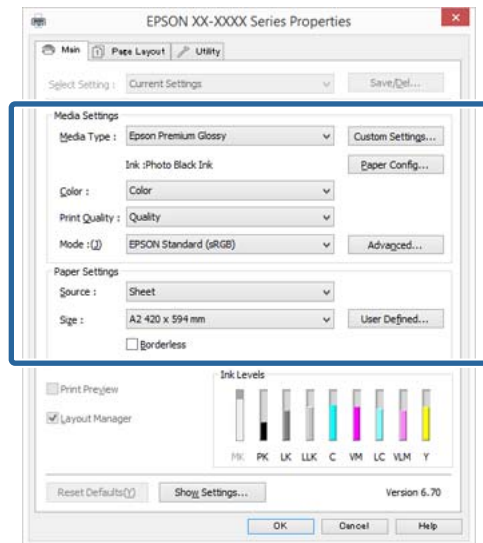 EPSON XX-XXXX Series Properties
Main Page Layout Utility
Select Setting : Current Settings Save/Del...
Media Settings
Media Type : Epson Premium Glossy Custom Settings...
Ink :Photo Black Ink Paper Config...
Color : Color
Print Quality : Quality
Mode :(J) EPSON Standard (sRGB) Advanced...
Paper Settings
Source : Sheet
Size : A2 420 x 594 mm User Defined...
Borderless
Ink Levels
Print Preview
Layout Manager
MK PK LK LLK C VM LC VLM Y
Reset Defaults(Y) Show Settings... Version 6.70
OK Cancel Help